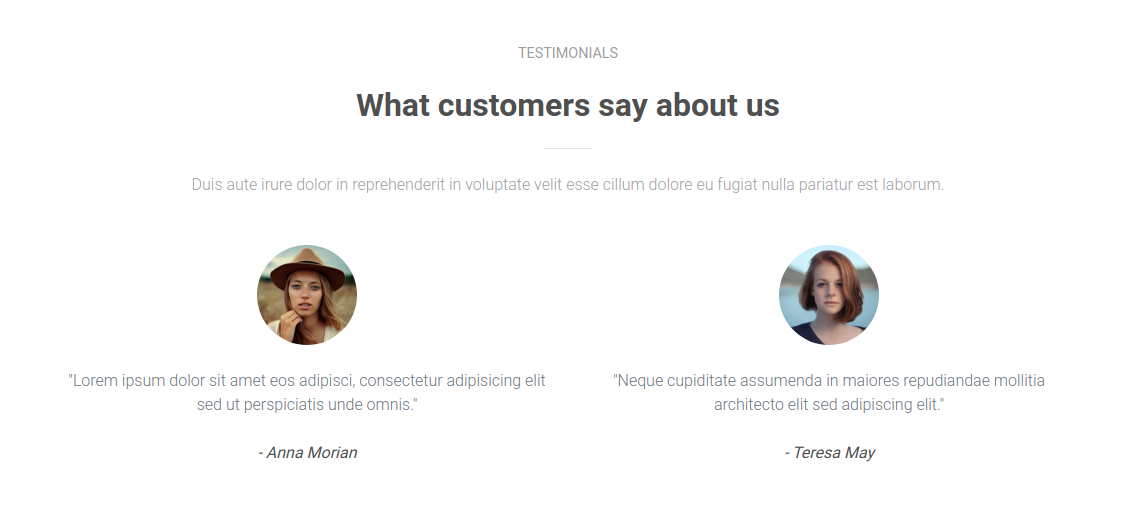 TESTIMONIALS
What customers say about us
Duis aute irure dolor in reprehenderit in voluptate velit esse cillum dolore eu fugiat nulla pariatur est laborum.
"Lorem ipsum dolor sit amet eos adipisci, consectetur adipisicing elit
sed ut perspiciatis unde omnis."
- Anna Morian
"Neque cupiditate assumenda in maiores repudiandae mollitia
architecto elit sed adipiscing elit."
- Teresa May